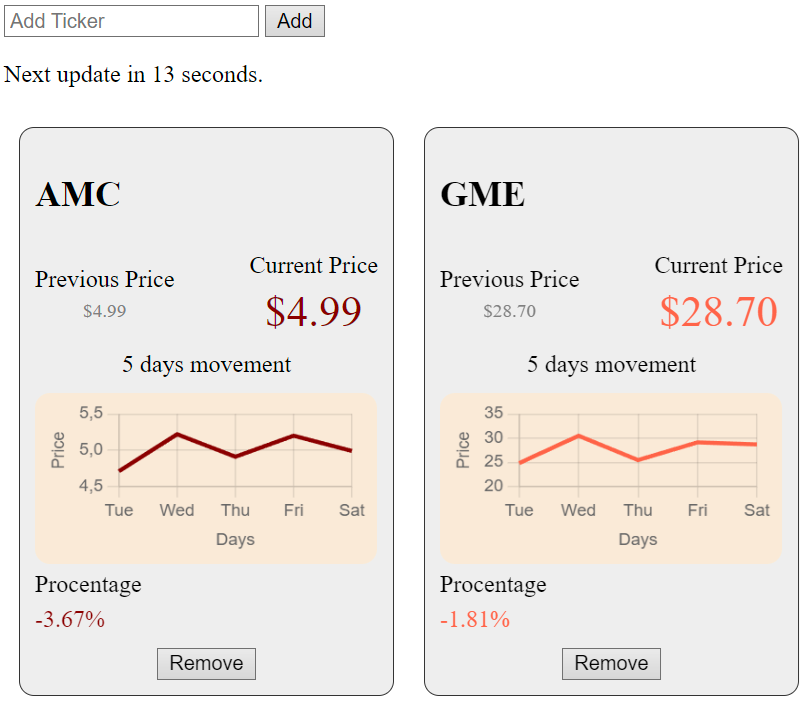 Add Ticker Add
Next update in 13 seconds.
AMC
Previous Price Current Price
$4.99 $4.99
5 days movement
5,5
5,0
4,5
Price
Tue Wed Thu Fri Sat
Days
Procentage
-3.67%
Remove
GME
Previous Price Current Price
$28.70 $28.70
5 days movement
35
30
25
20
Price
Tue Wed Thu Fri Sat
Days
Procentage
-1.81%
Remove